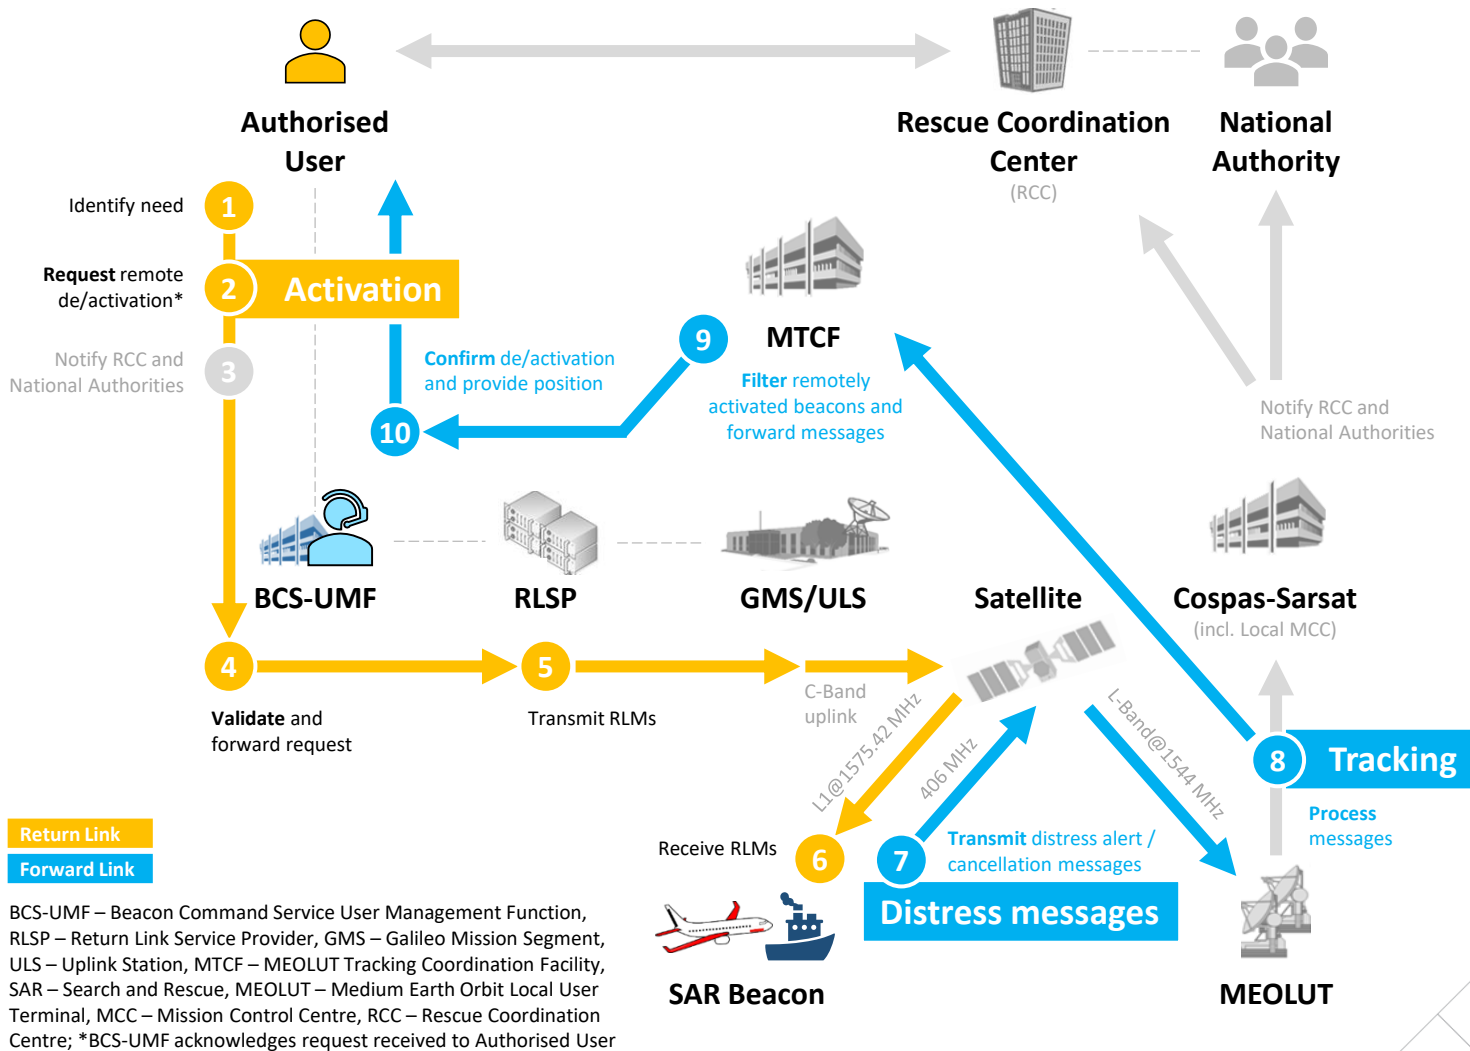 Authorised
User
Rescue Coordination
Center
(RCC)
National
Authority
Identify need
1
Request remote
de/activation*
2
Activation
Notify RCC and
National Authorities
3
MTCF
9
Confirm de/activation
and provide position
Filter remotely
activated beacons and
forward messages
10
Notify RCC and
National Authorities
BCS-UMF
RLSP
GMS/ULS
Satellite
Cospas-Sarsat
(incl. Local MCC)
4
5
C-Band
uplink
Validate and
forward request
Transmit RLMs
L1@1575.42 MHz
406 MHz
L-Band@1544 MHz
8
Tracking
Process
messages
Return Link
Forward Link
Receive RLMs
6
7
Transmit distress alert /
cancellation messages
Distress messages
SAR Beacon
MEOLUT
BCS-UMF – Beacon Command Service User Management Function,
RLSP – Return Link Service Provider, GMS – Galileo Mission Segment,
ULS – Uplink Station, MTCF – MEOLUT Tracking Coordination Facility,
SAR – Search and Rescue, MEOLUT – Medium Earth Orbit Local User
Terminal, MCC – Mission Control Centre, RCC – Rescue Coordination
Centre; *BCS-UMF acknowledges request received to Authorised User